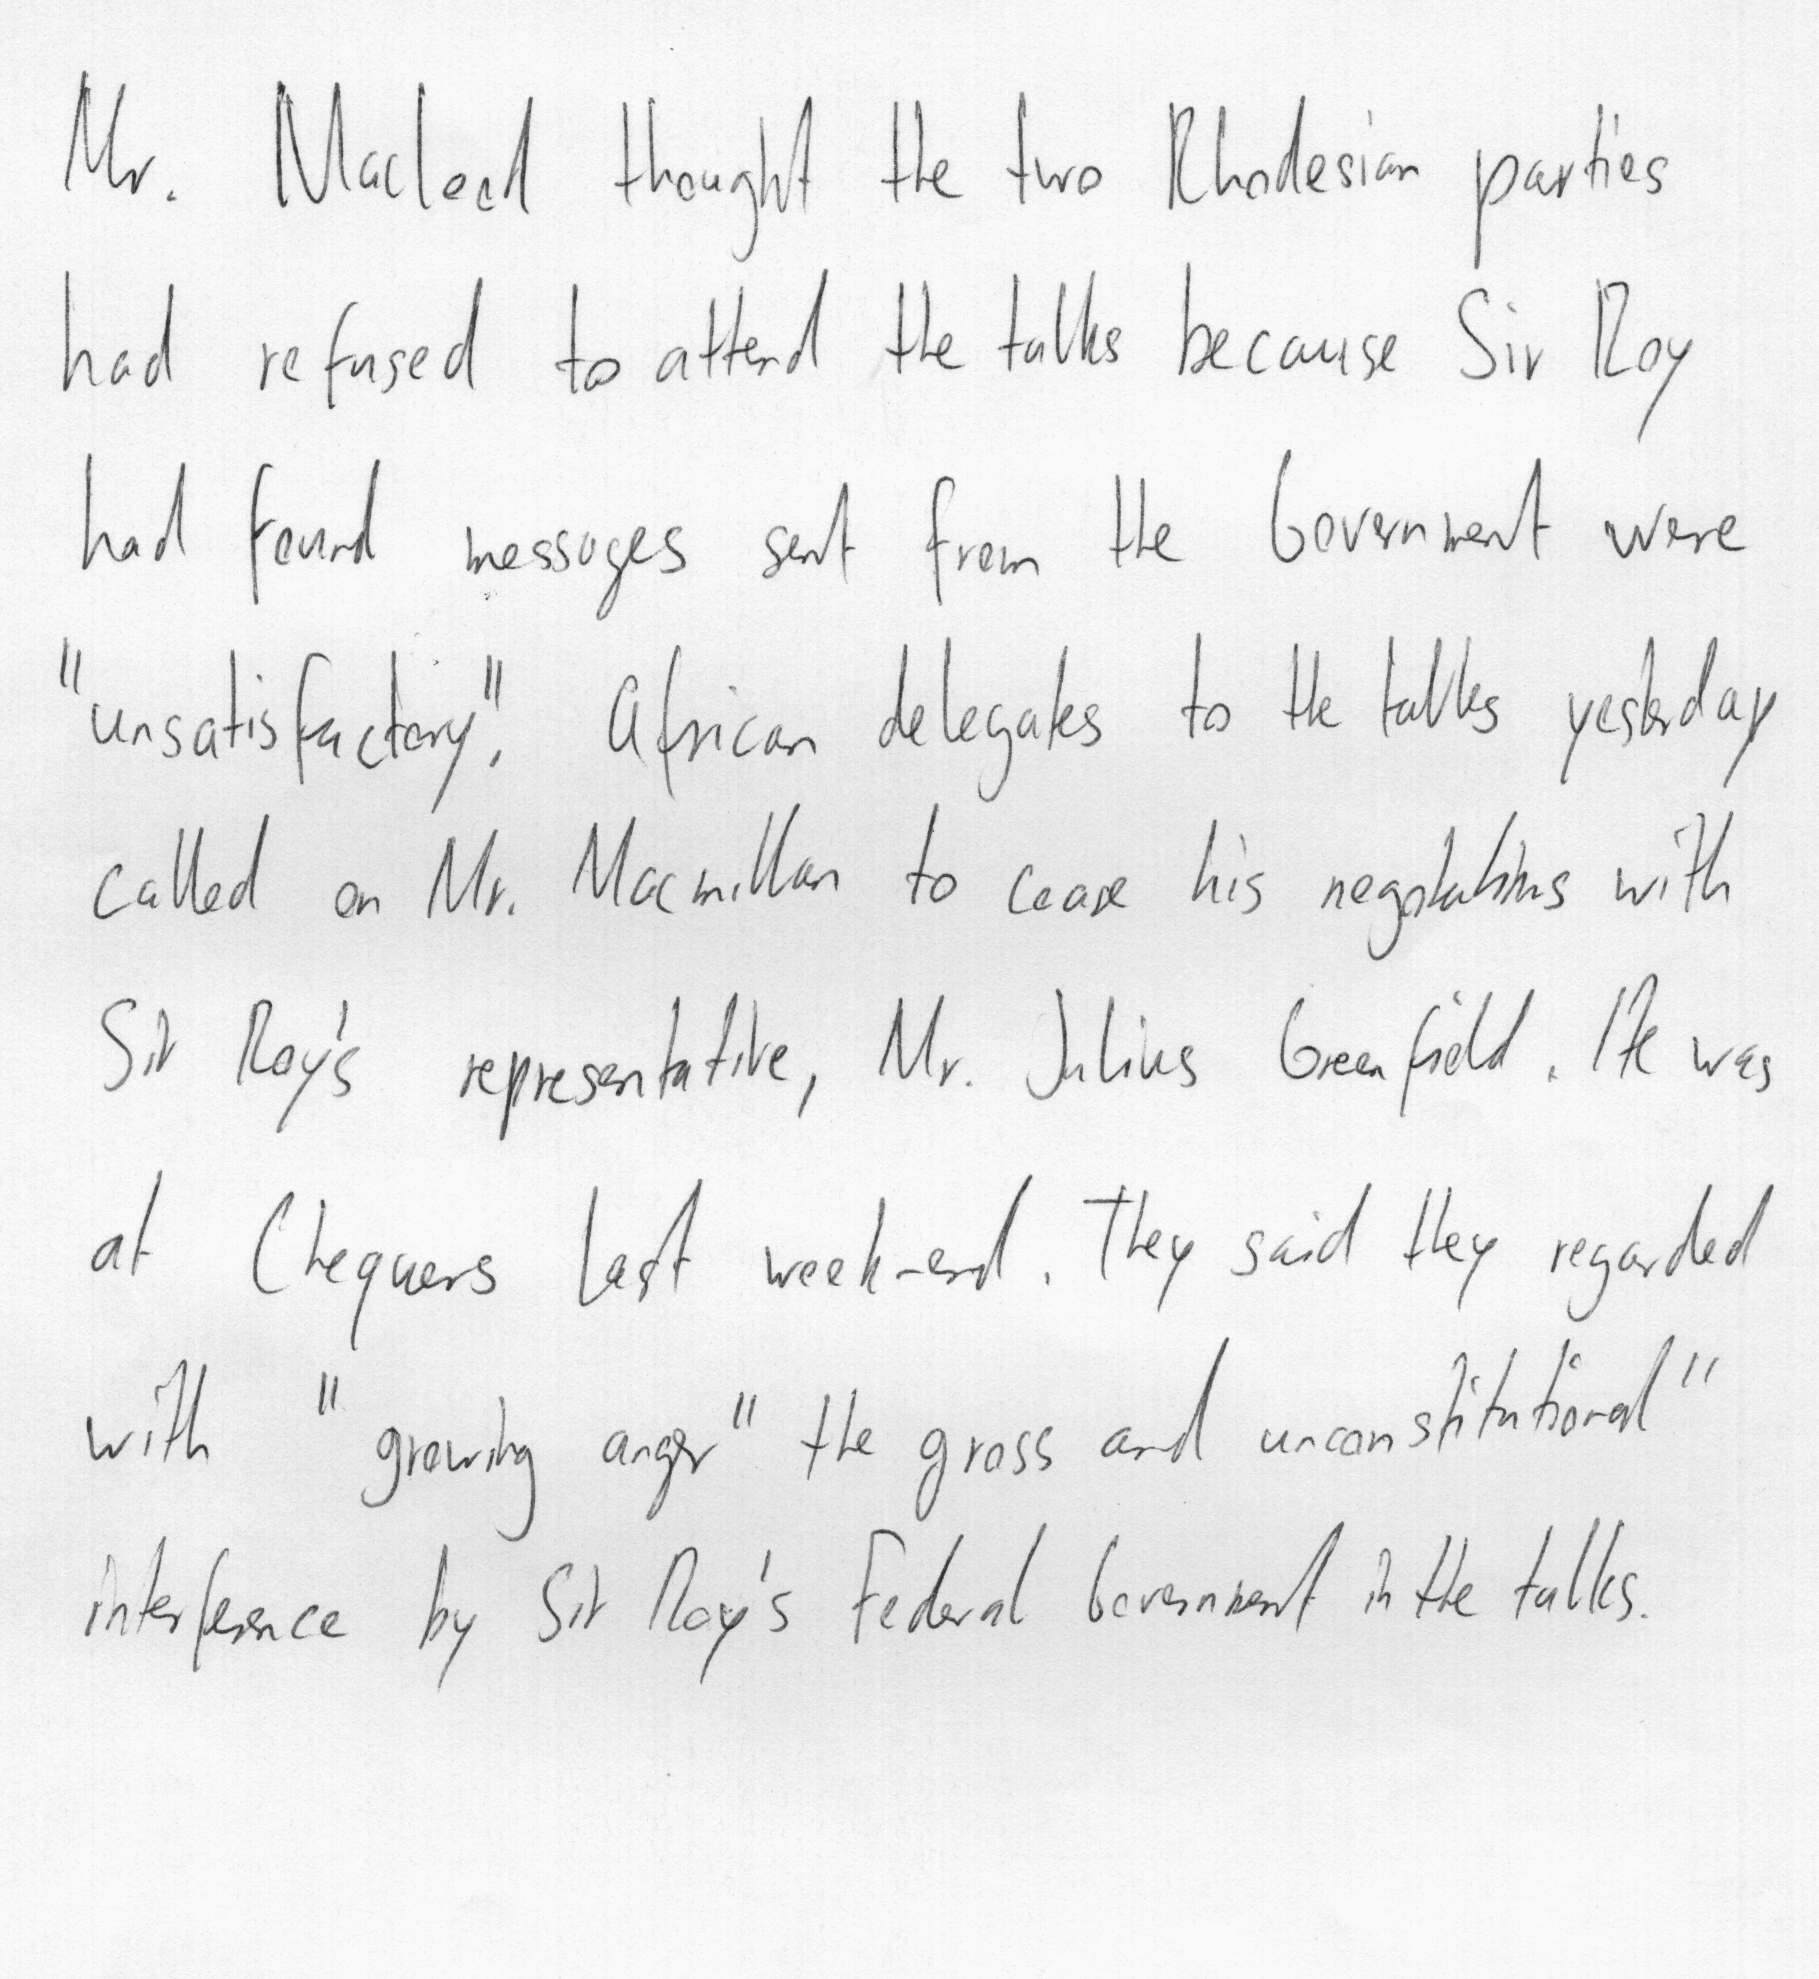 Mr. Macleod thought the two Rhodesian parties
had refused to attend the talks because Sir Roy
had found messages sent from the Government were
"unsatisfactory". African delegates to the talks yesterday
called on Mr. Macmillan to cease his negotiations with
Sir Roy's representative, Mr. Julius Greenfield. He was
at Chequers last week-end. They said they regarded
with "growing anger" the gross and unconstitutional"
interference by Sir Roy's Federal Government in the talks.